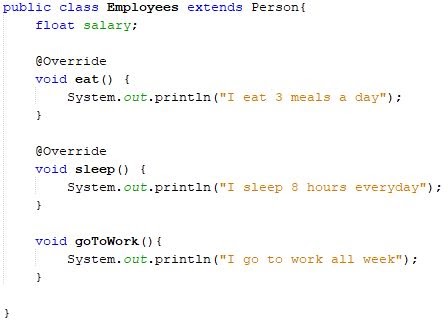 public class Employees extends Person{
    float salary;

    @Override
    void eat() {
        System.out.println("I eat 3 meals a day");
    }

    @Override
    void sleep() {
        System.out.println("I sleep 8 hours everyday");
    }

    void goToWork(){
        System.out.println("I go to work all week");
    }

}